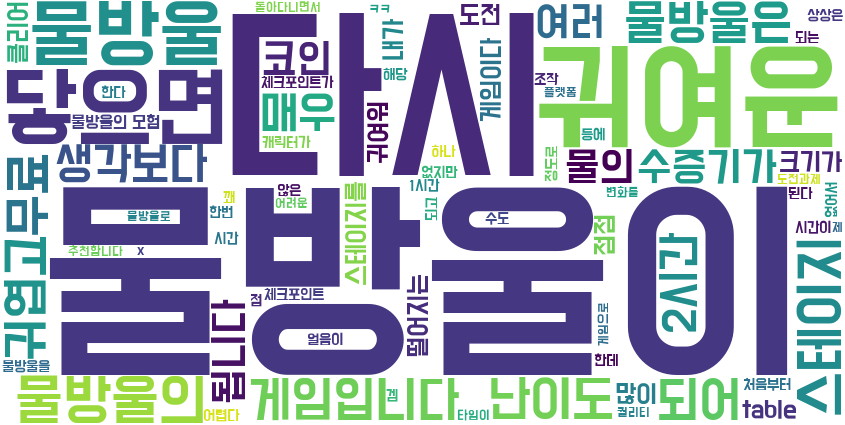 돌아다니면서 ㅋㅋ 도전 여러 물방울은 상상은
클리어 물방울 코인 내가 되는
다시 귀여운
닿으면 한다 체크포인트가 해당 게임이다 조작 플랫폼
물방울의 모험 매우 귀여워 등에
캐릭터가 하나
생각보다 없지만 정도로 물의 수증기가 크기가
무료 1시간 도전과제
않은 어려운 스테이지를 변화를 된다 없어서
물방울이
꽤 한번 물방울로 되고 수도 점점 시간이 제
시간
추천합니다 x 2시간 스테이지
귀엽고 점 체크포인트 떨어지는 게임으로
됩니다 얼음이
물방울을 한데
물방울의 게임입니다 겜 난이도 많이 되어 처음부터
어렵다 타임이 퀄리티 table